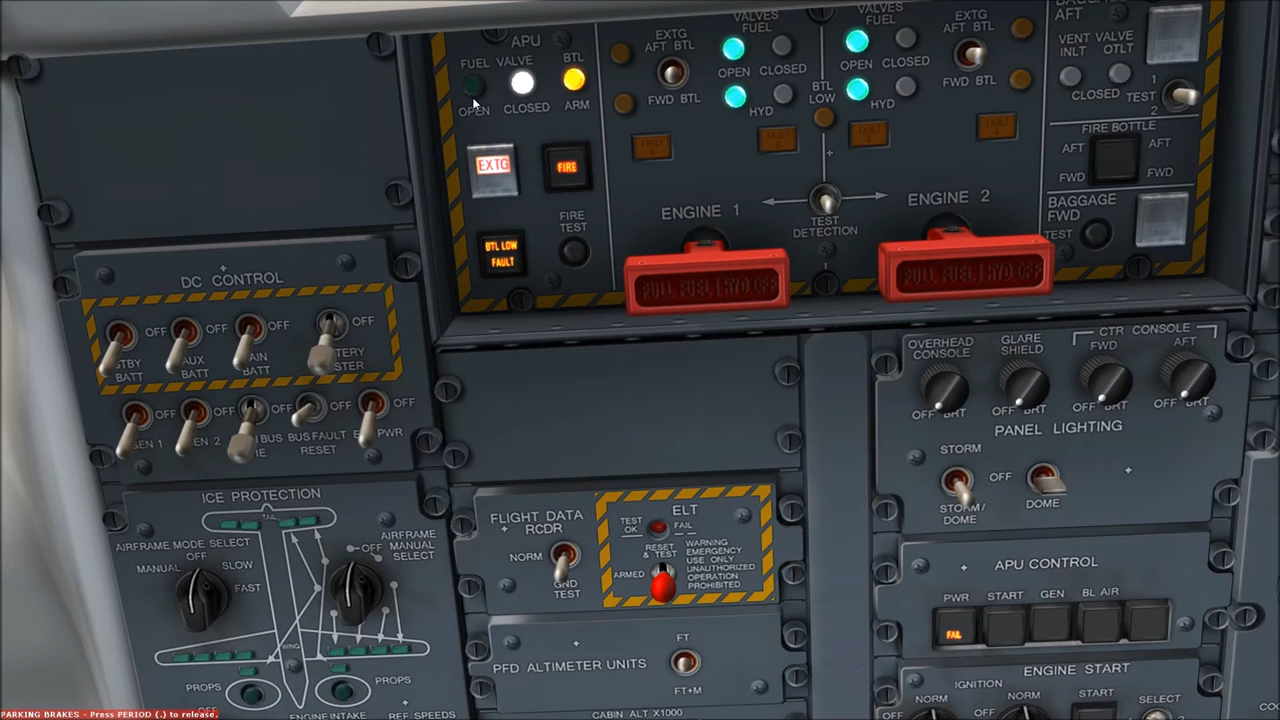 VALVES
FUEL
VALVES
FUEL
EXTG
AFT BTL
BAGGAGE
AFT
APU
FUEL VALVE
BTL
OPEN
CLOSED
ARM
EXTG
AFT BTL
FWD BTL
OPEN CLOSED
HYD
OPEN CLOSED
HYD
BTL
LOW
FWD BTL
VENT VALVE
INLT OTLT
CLOSED
1
TEST
2
EXTG
FIRE
FAULT
A
FAULT
FAULT
FAULT
FIRE BOTTLE
AFT
AFT
FWD
FWD
FIRE
TEST
BTL LOW
FAULT
ENGINE 1
TEST
DETECTION
ENGINE 2
BAGGAGE
FWD
TEST
PULL FUEL / HYD OFF
PULL FUEL / HYD OFF
DC CONTROL
OFF
OFF
OFF
OFF
BATT
BATT
BATT
OFF
OFF
OFF
OFF
OFF
BUS
BUS FAULT
RESET
PWR
OVERHEAD
CONSOLE
GLARE
SHIELD
CTR CONSOLE
FWD
AFT
OFF BRT
OFF BRT
OFF BRT
OFF BRT
PANEL LIGHTING
STORM
OFF
STORM/
DOME
DOME
ICE PROTECTION
TAIL
AIRFRAME MODE SELECT
OFF
MANUAL
SLOW
FAST
AIRFRAME
MANUAL
SELECT
OFF
WING
PROPS
PROPS
OFF
ENGINE INTAKE
REF SPEEDS
FLIGHT DATA
RCDR
NORM
GND
TEST
ELT
TEST
OK
FAIL
RESET
& TEST
ARMED
WARNING
EMERGENCY
USE ONLY
UNAUTHORIZED
OPERATION
PROHIBITED
PFD ALTIMETER UNITS
FT
FT+M
CABIN ALT X1000
APU CONTROL
PWR
START
GEN
BL AIR
FAIL
ENGINE START
IGNITION
NORM
NORM
START
SELECT
PARKING BRAKES - Press PERIOD (.) to release.